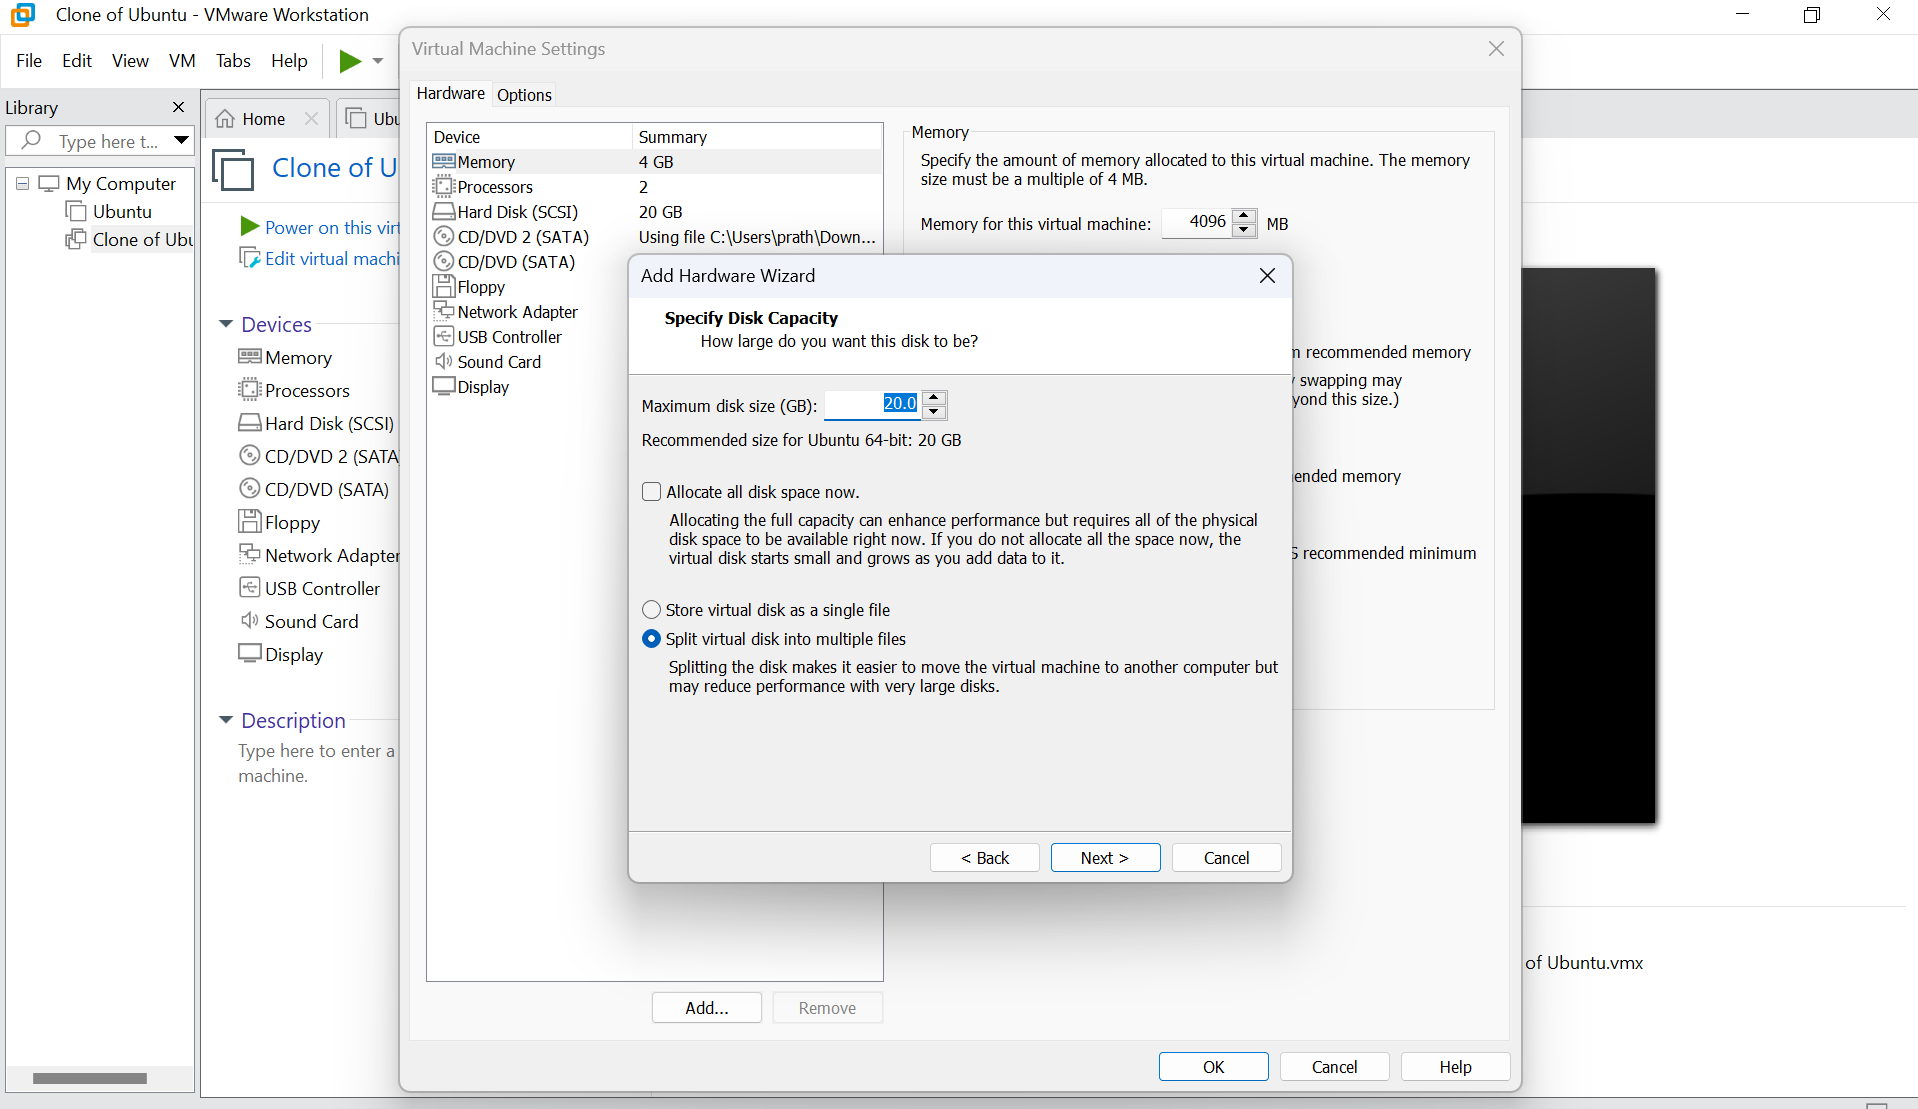 Clone of Ubuntu - VMware Workstation
File Edit View VM Tabs Help
Library
Type here t...
My Computer
Ubuntu
Clone of Ubu
Home
Ubu
Clone of U
Power on this virt
Edit virtual machi
Devices
Memory
Processors
Hard Disk (SCSI)
CD/DVD 2 (SATA
CD/DVD (SATA)
Floppy
Network Adapter
USB Controller
Sound Card
Display
Description
Type here to enter a
machine.
Virtual Machine Settings
Hardware Options
Device Summary
Memory 4 GB
Processors 2
Hard Disk (SCSI) 20 GB
CD/DVD 2 (SATA) Using file C:\Users\prath\Down...
CD/DVD (SATA)
Floppy
Network Adapter
USB Controller
Sound Card
Display
Add... Remove
Memory
Specify the amount of memory allocated to this virtual machine. The memory
size must be a multiple of 4 MB.
Memory for this virtual machine: 4096 MB
m recommended memory
y swapping may
yond this size.)
ended memory
S recommended minimum
Add Hardware Wizard
Specify Disk Capacity
How large do you want this disk to be?
Maximum disk size (GB): 20.0
Recommended size for Ubuntu 64-bit: 20 GB
Allocate all disk space now.
Allocating the full capacity can enhance performance but requires all of the physical
disk space to be available right now. If you do not allocate all the space now, the
virtual disk starts small and grows as you add data to it.
Store virtual disk as a single file
Split virtual disk into multiple files
Splitting the disk makes it easier to move the virtual machine to another computer but
may reduce performance with very large disks.
< Back Next > Cancel
of Ubuntu.vmx
OK Cancel Help